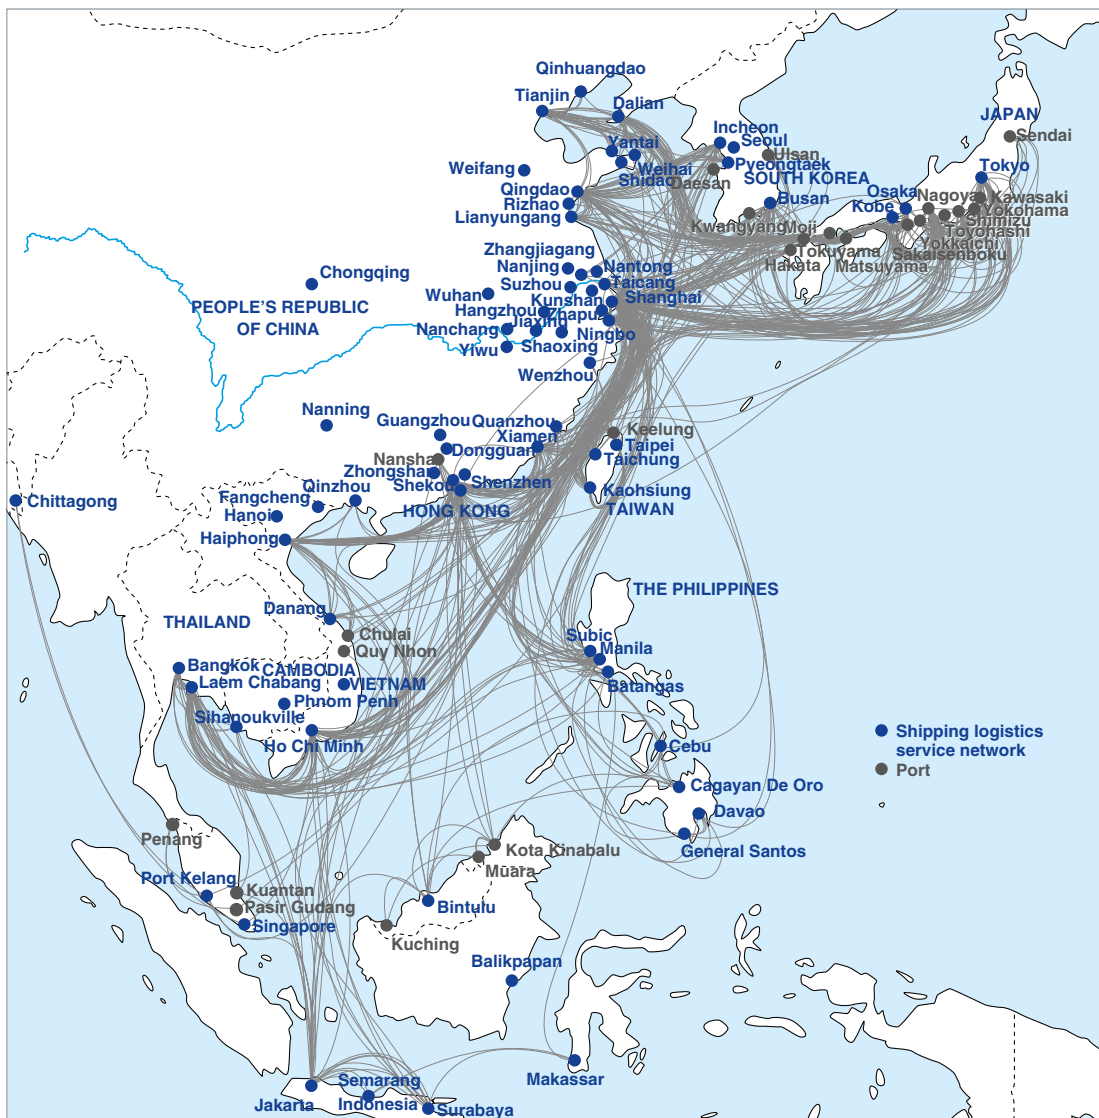 Qinhuangdao
Tianjin
Dalian
JAPAN
Incheon
Sendai
Seoul
Yantai
Ulsan
Weifang
Weihai
Pyeongtaek
Tokyo
Shidao
Daesan
SOUTH KOREA
Qingdao
Osaka
Nagoya
Kawasaki
Rizhao
Busan
Kobe
Yokohama
Lianyungang
Shimizu
Kwangyang
Moji
Toyohashi
Yokkaichi
Zhangjiagang
Tokuyama
Sakaisenboku
Nanjing
Nantong
Hakata
Matsuyama
Chongqing
Suzhou
Taicang
Wuhan
Kunshan
Shanghai
PEOPLE'S REPUBLIC
OF CHINA
Hangzhou
Zhapu
Nanchang
Jiaxing
Ningbo
Yiwu
Shaoxing
Wenzhou
Nanning
Guangzhou
Quanzhou
Xiamen
Keelung
Dongguan
Taipei
Nansha
Taichung
Zhongshan
Shekou
Shenzhen
Qinzhou
Chittagong
Fangcheng
Kaohsiung
HONG KONG
TAIWAN
Hanoi
Haiphong
THE PHILIPPINES
Danang
THAILAND
Chulai
Subic
Quy Nhon
Manila
Bangkok
CAMBODIA
Laem Chabang
VIETNAM
Batangas
Phnom Penh
Sihanoukville
Ho Chi Minh
Cebu
Shipping logistics
service network
Port
Cagayan De Oro
Davao
Penang
Kota Kinabalu
General Santos
Muara
Port Kelang
Kuantan
Pasir Gudang
Bintulu
Singapore
Kuching
Balikpapan
Semarang
Makassar
Jakarta
Indonesia
Surabaya